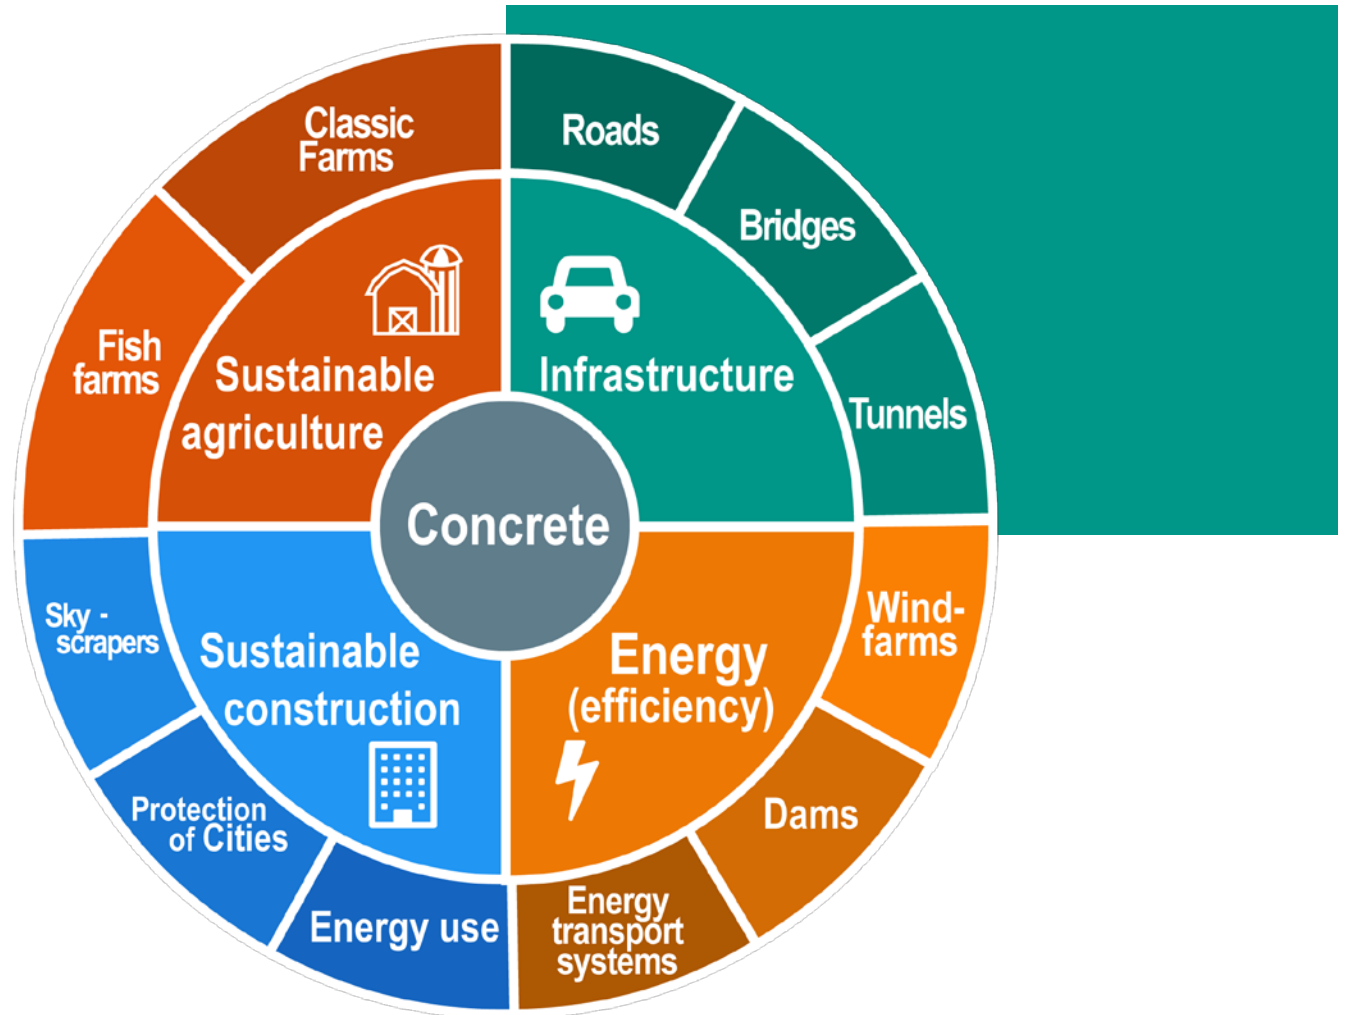 Classic
Farms
Roads
Bridges
Fish
farms
Sustainable
agriculture
Infrastructure
Tunnels
Concrete
Sky -
scrapers
Sustainable
construction
Energy
(efficiency)
Wind-
farms
Protection
of Cities
Dams
Energy use
Energy
transport
systems